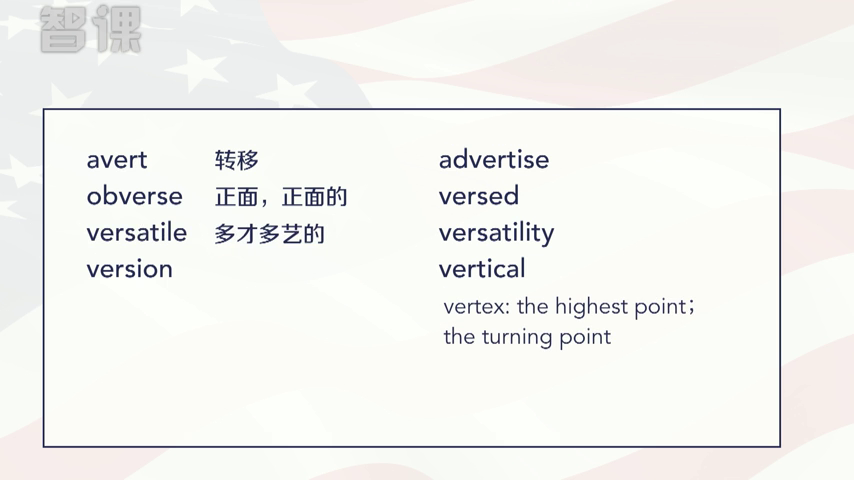 智课
avert 转移
obverse 正面，正面的
versatile 多才多艺的
version
advertise
versed
versatility
vertical
vertex: the highest point；
the turning point